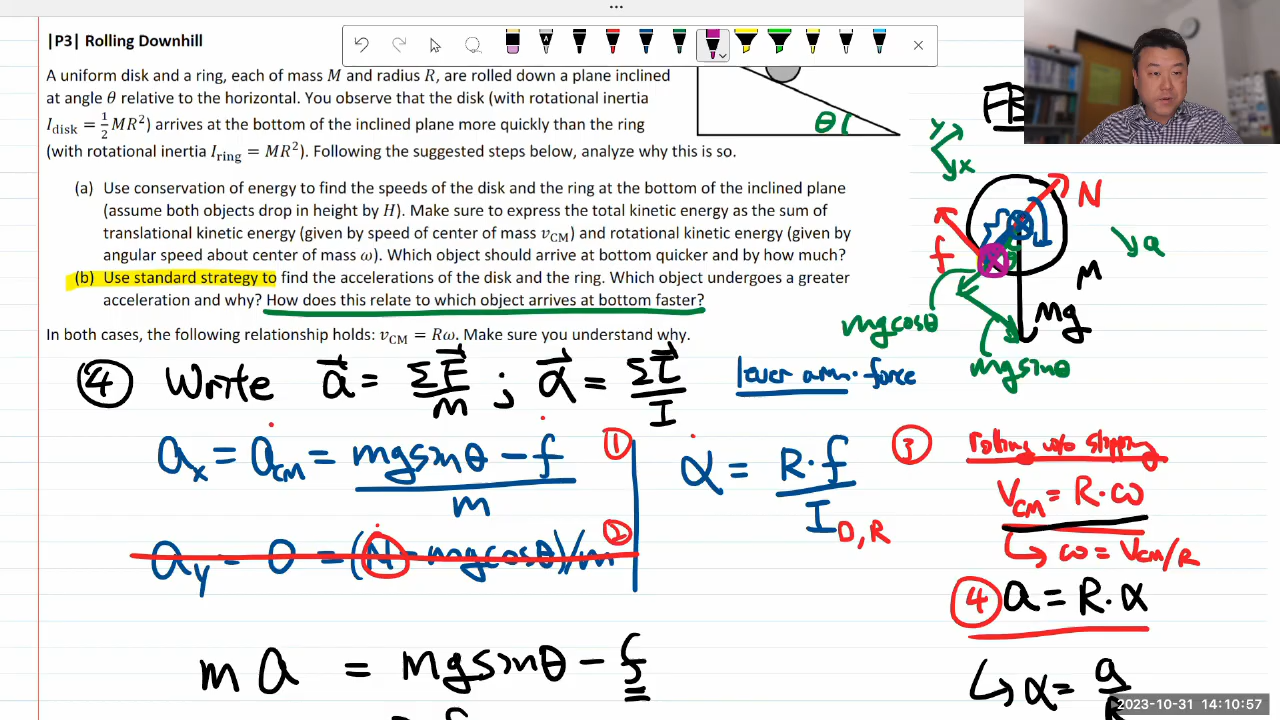 |P3| Rolling Downhill
A uniform disk and a ring, each of mass M and radius R, are rolled down a plane inclined
at angle θ relative to the horizontal. You observe that the disk (with rotational inertia
I_disk = ½MR²) arrives at the bottom of the inclined plane more quickly than the ring
(with rotational inertia I_ring = MR²). Following the suggested steps below, analyze why this is so.
(a) Use conservation of energy to find the speeds of the disk and the ring at the bottom of the inclined plane
(assume both objects drop in height by H). Make sure to express the total kinetic energy as the sum of
translational kinetic energy (given by speed of center of mass v_CM) and rotational kinetic energy (given by
angular speed about center of mass ω). Which object should arrive at bottom quicker and by how much?
(b) Use standard strategy to find the accelerations of the disk and the ring. Which object undergoes a greater
acceleration and why? How does this relate to which object arrives at bottom faster?
In both cases, the following relationship holds: v_CM = Rω. Make sure you understand why.
θ
y
x
N
f
a
M
Mg
mgcosθ
mgsinθ
④ Write a⃗ = ΣF⃗/m ; α⃗ = Στ⃗/I
lever arm · force
a_x = a_cm = (mgsinθ − f)/m ①
α = R·f/I_D,R ③
a_y = 0 = (N − mgcosθ)/m ②
rolling w/o slipping
V_cm = R·ω
↳ ω = V_cm/R
④ a = R·α
ma = mgsinθ − f
↳ α = a/R
2023-10-31 14:10:57